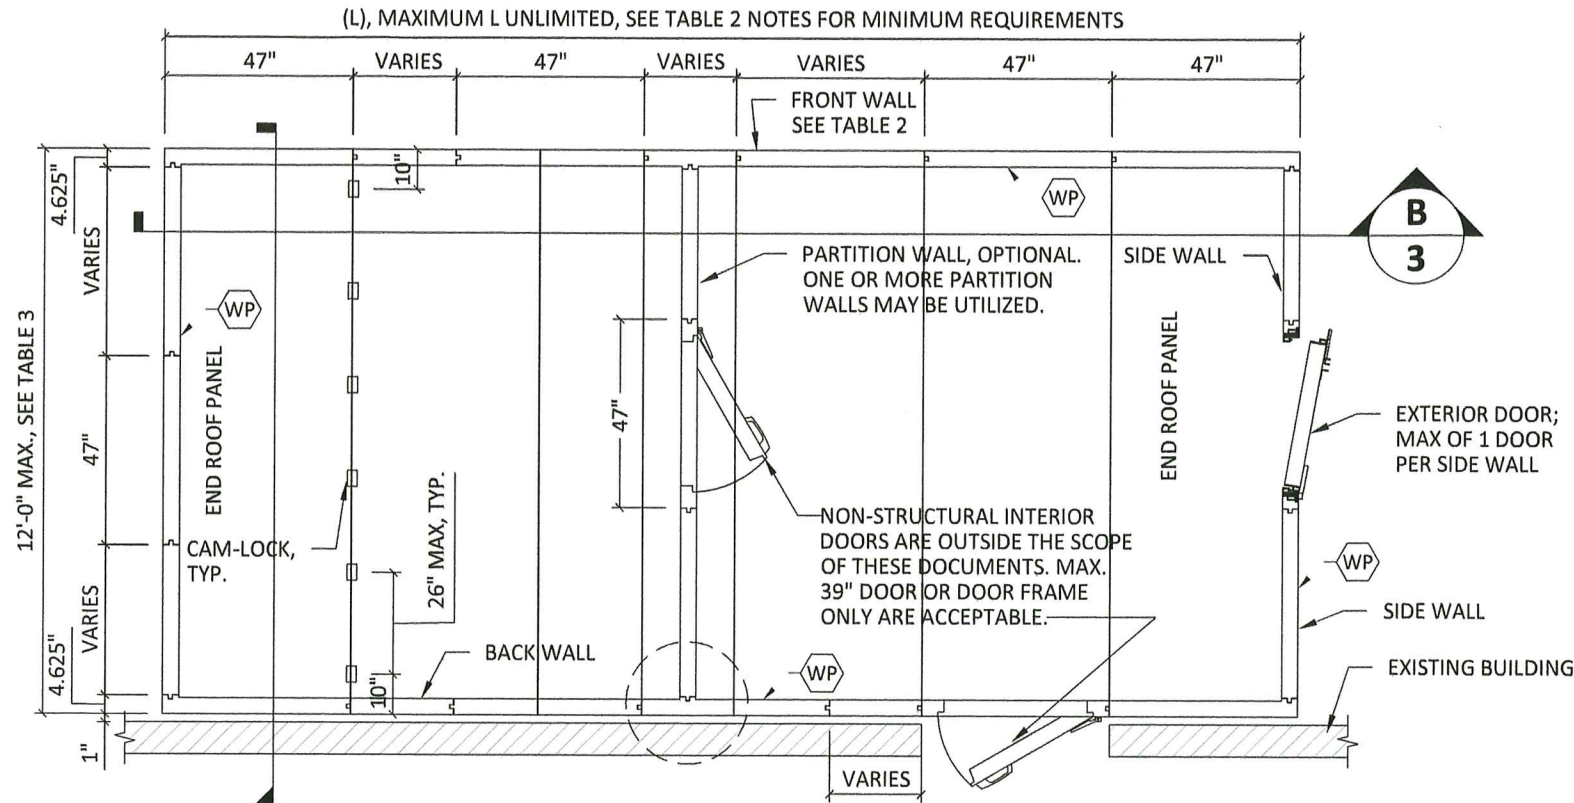 (L), MAXIMUM L UNLIMITED, SEE TABLE 2 NOTES FOR MINIMUM REQUIREMENTS
47" VARIES 47" VARIES VARIES 47" 47"
FRONT WALL
SEE TABLE 2
10"
4.625"
WP
B
3
VARIES
PARTITION WALL, OPTIONAL.
ONE OR MORE PARTITION
WALLS MAY BE UTILIZED.
SIDE WALL
WP
12'-0" MAX., SEE TABLE 3
END ROOF PANEL
47"
47"
END ROOF PANEL
EXTERIOR DOOR;
MAX OF 1 DOOR
PER SIDE WALL
CAM-LOCK,
TYP.
26" MAX, TYP.
NON-STRUCTURAL INTERIOR
DOORS ARE OUTSIDE THE SCOPE
OF THESE DOCUMENTS. MAX.
39" DOOR OR DOOR FRAME
ONLY ARE ACCEPTABLE.
WP
VARIES
SIDE WALL
4.625"
BACK WALL
10"
WP
EXISTING BUILDING
1"
VARIES